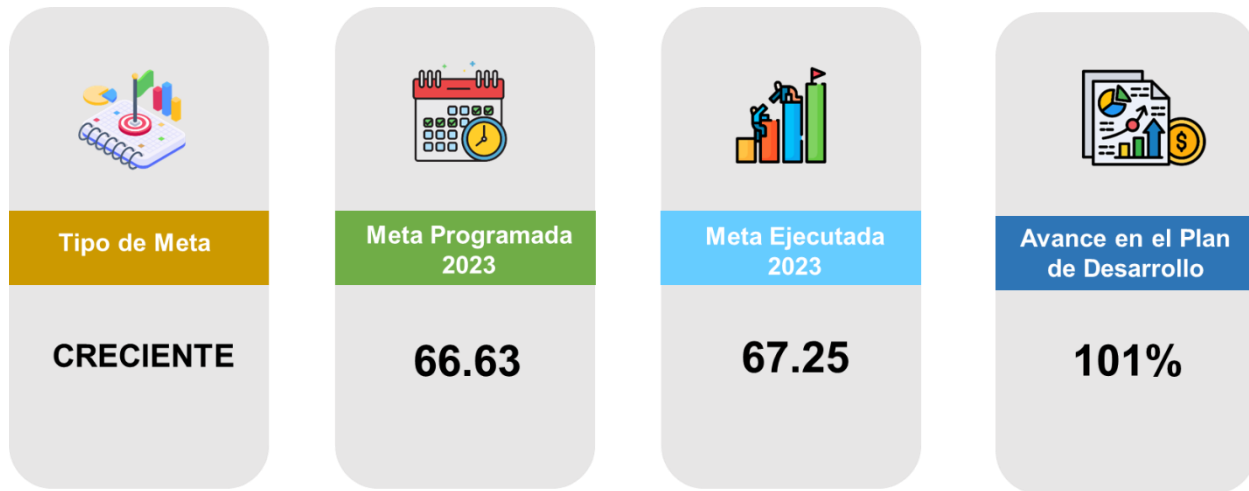 Tipo de Meta
CRECIENTE
Meta Programada
2023
66.63
Meta Ejecutada
2023
67.25
Avance en el Plan
de Desarrollo
101%